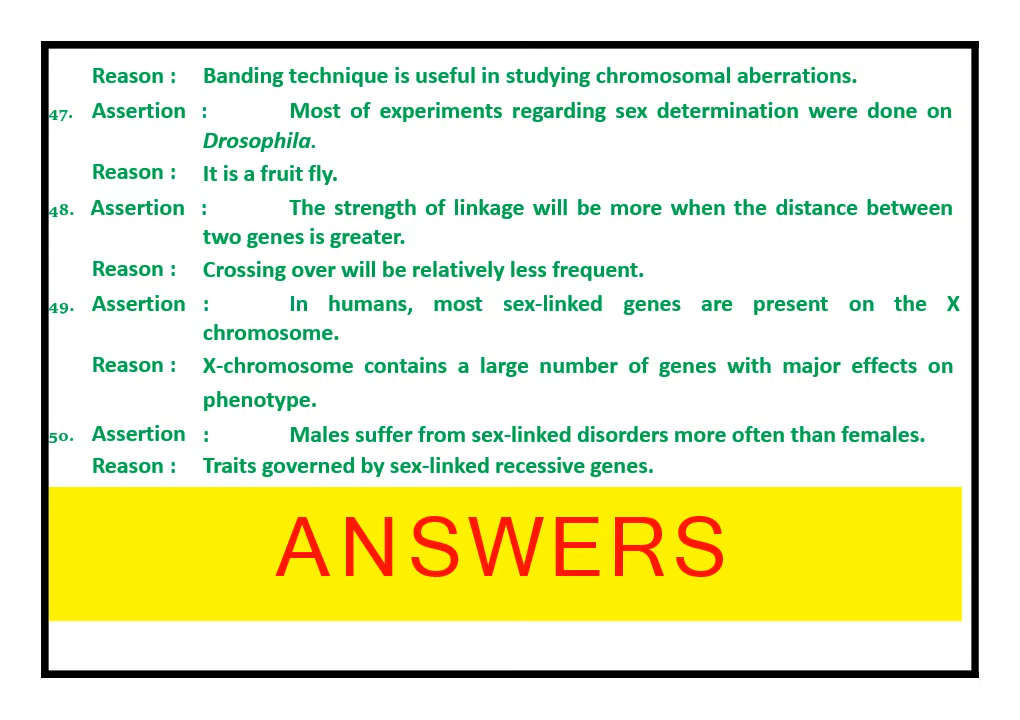 Reason : Banding technique is useful in studying chromosomal aberrations.
47. Assertion : Most of experiments regarding sex determination were done on
Drosophila.
Reason : It is a fruit fly.
48. Assertion : The strength of linkage will be more when the distance between
two genes is greater.
Reason : Crossing over will be relatively less frequent.
49. Assertion : In humans, most sex-linked genes are present on the X
chromosome.
Reason : X-chromosome contains a large number of genes with major effects on
phenotype.
50. Assertion : Males suffer from sex-linked disorders more often than females.
Reason : Traits governed by sex-linked recessive genes.
ANSWERS